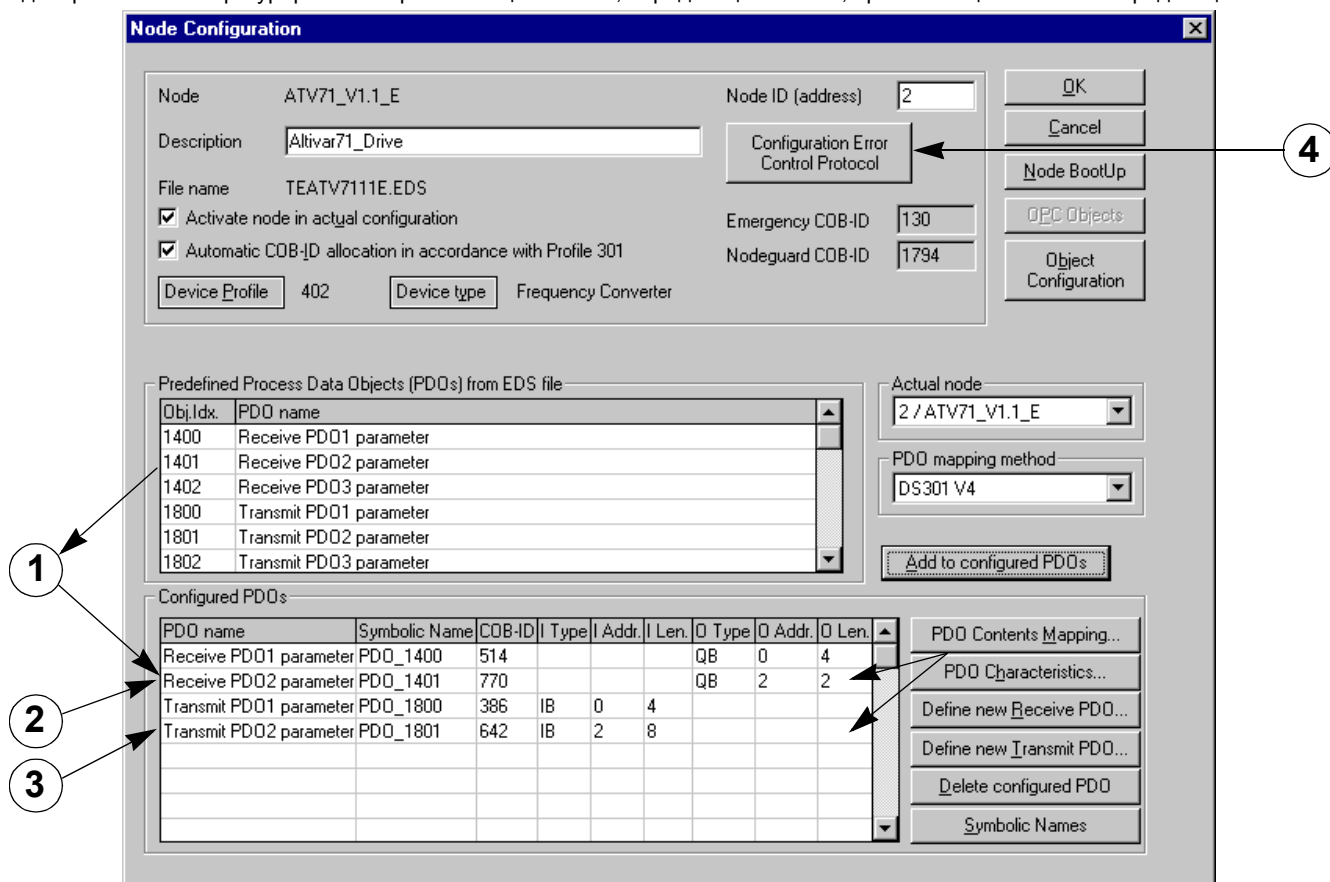 Node Configuration
Node ATV71_V1.1_E
Node ID (address) 2
OK
Description Altivar71_Drive
Configuration Error
Control Protocol
Cancel
4
File name TEATV7111E.EDS
Node BootUp
Activate node in actual configuration
Emergency COB-ID 130
OPC Objects
Automatic COB-ID allocation in accordance with Profile 301
Nodeguard COB-ID 1794
Object
Configuration
Device Profile 402 Device type Frequency Converter
Predefined Process Data Objects (PDOs) from EDS file
Obj.Idx. PDO name
1400 Receive PDO1 parameter
1401 Receive PDO2 parameter
1402 Receive PDO3 parameter
1800 Transmit PDO1 parameter
1801 Transmit PDO2 parameter
1802 Transmit PDO3 parameter
Actual node
2 / ATV71_V1.1_E
PDO mapping method
DS301 V4
Add to configured PDOs
1
Configured PDOs
PDO name Symbolic Name COB-ID I Type I Addr. I Len. O Type O Addr. O Len.
Receive PDO1 parameter PDO_1400 514 QB 0 4
Receive PDO2 parameter PDO_1401 770 QB 2 2
Transmit PDO1 parameter PDO_1800 386 IB 0 4
Transmit PDO2 parameter PDO_1801 642 IB 2 8
2
3
PDO Contents Mapping...
PDO Characteristics...
Define new Receive PDO...
Define new Transmit PDO...
Delete configured PDO
Symbolic Names